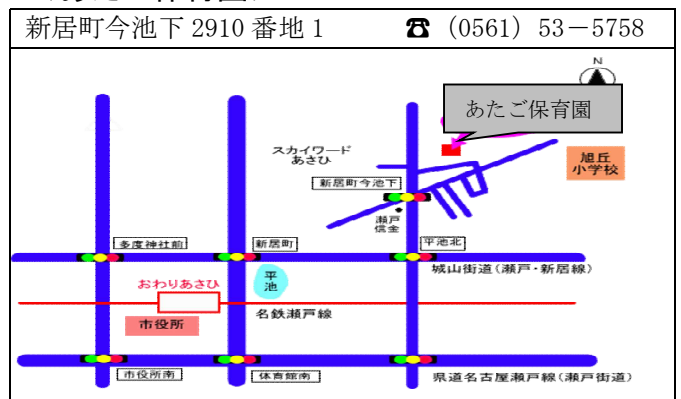 新居町今池下 2910 番地 1 ☎（0561）53－5758
N
あたご保育園
スカイワード
あさひ
旭丘
小学校
新居町今池下
瀬戸
信金
多度神社前
新居町
平池北
城山街道(瀬戸・新居線)
平
池
おわりあさひ
名鉄瀬戸線
市役所
市役所南
体育館南
県道名古屋瀬戸線(瀬戸街道)